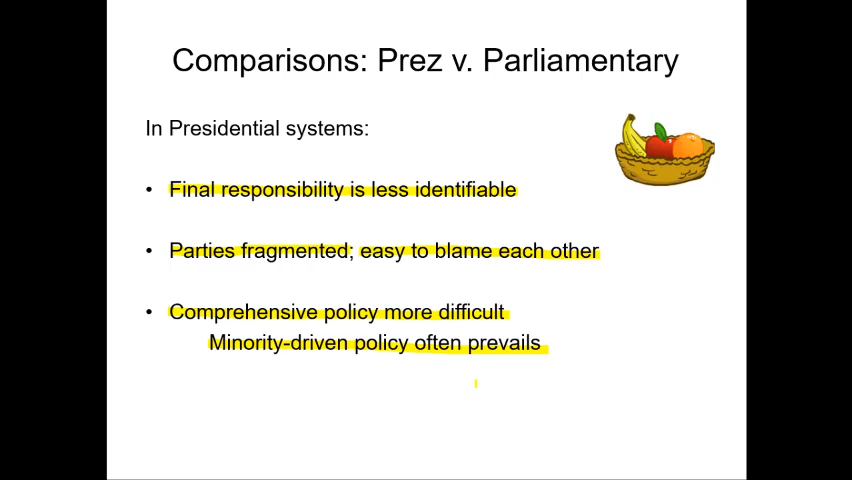 Comparisons: Prez v. Parliamentary
In Presidential systems:
• Final responsibility is less identifiable
• Parties fragmented; easy to blame each other
• Comprehensive policy more difficult
Minority-driven policy often prevails